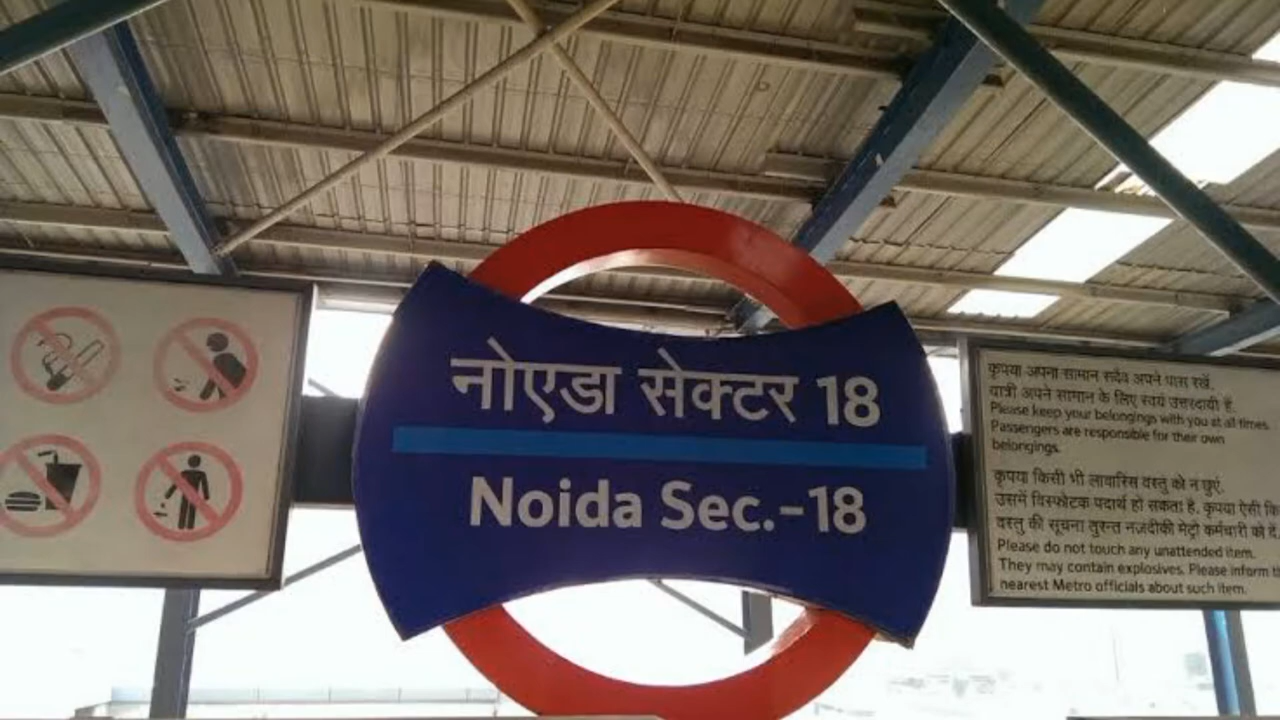 नोएडा सेक्टर 18
Noida Sec.-18
कृपया अपना सामान सदैव अपने पास रखें.
यात्री अपने सामान के लिए स्वयं उत्तरदायी हैं.
Please keep your belongings with you at all times.
Passengers are responsible for their own
belongings.
कृपया किसी भी लावारिस वस्तु को न छुएं.
उसमें विस्फोटक पदार्थ हो सकता है. कृपया ऐसी
वस्तु की सूचना तुरन्त नज़दीकी मेट्रो कर्मचारी को
Please do not touch any unattended item.
They may contain explosives. Please inform
nearest Metro officials about such item.